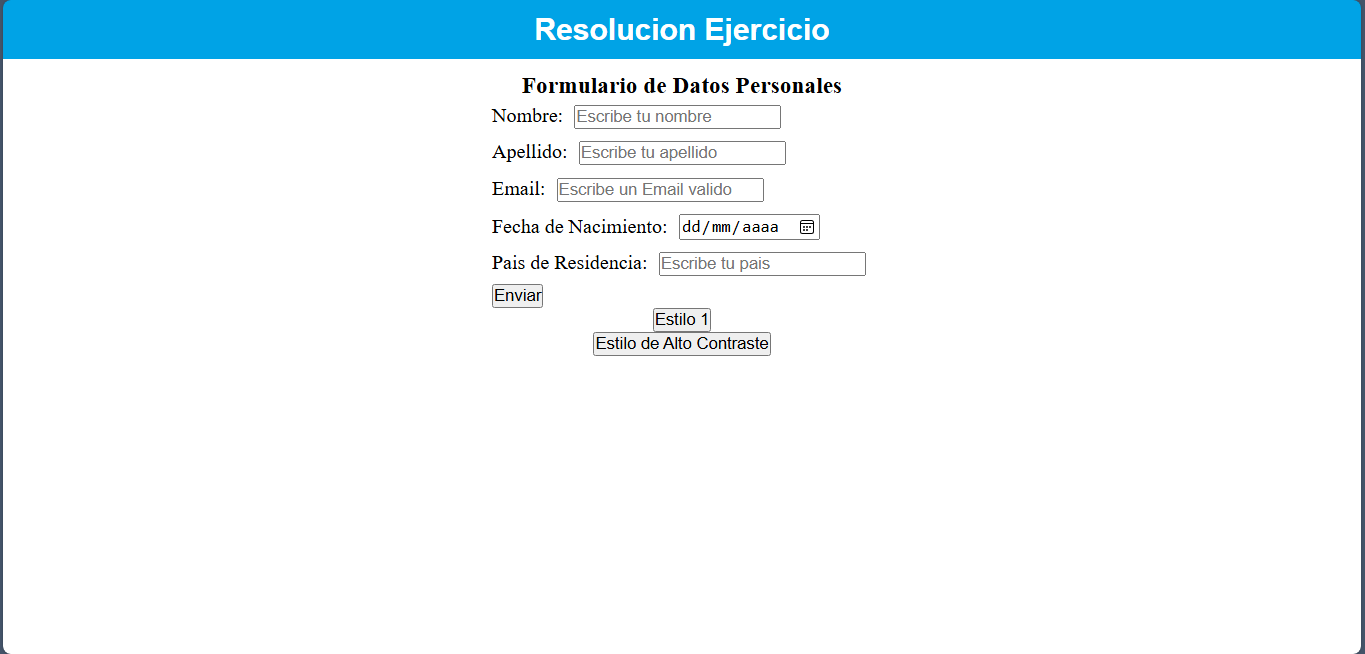 Resolucion Ejercicio
Formulario de Datos Personales
Nombre: Escribe tu nombre
Apellido: Escribe tu apellido
Email: Escribe un Email valido
Fecha de Nacimiento: dd/mm/aaaa
Pais de Residencia: Escribe tu pais
Enviar
Estilo 1
Estilo de Alto Contraste